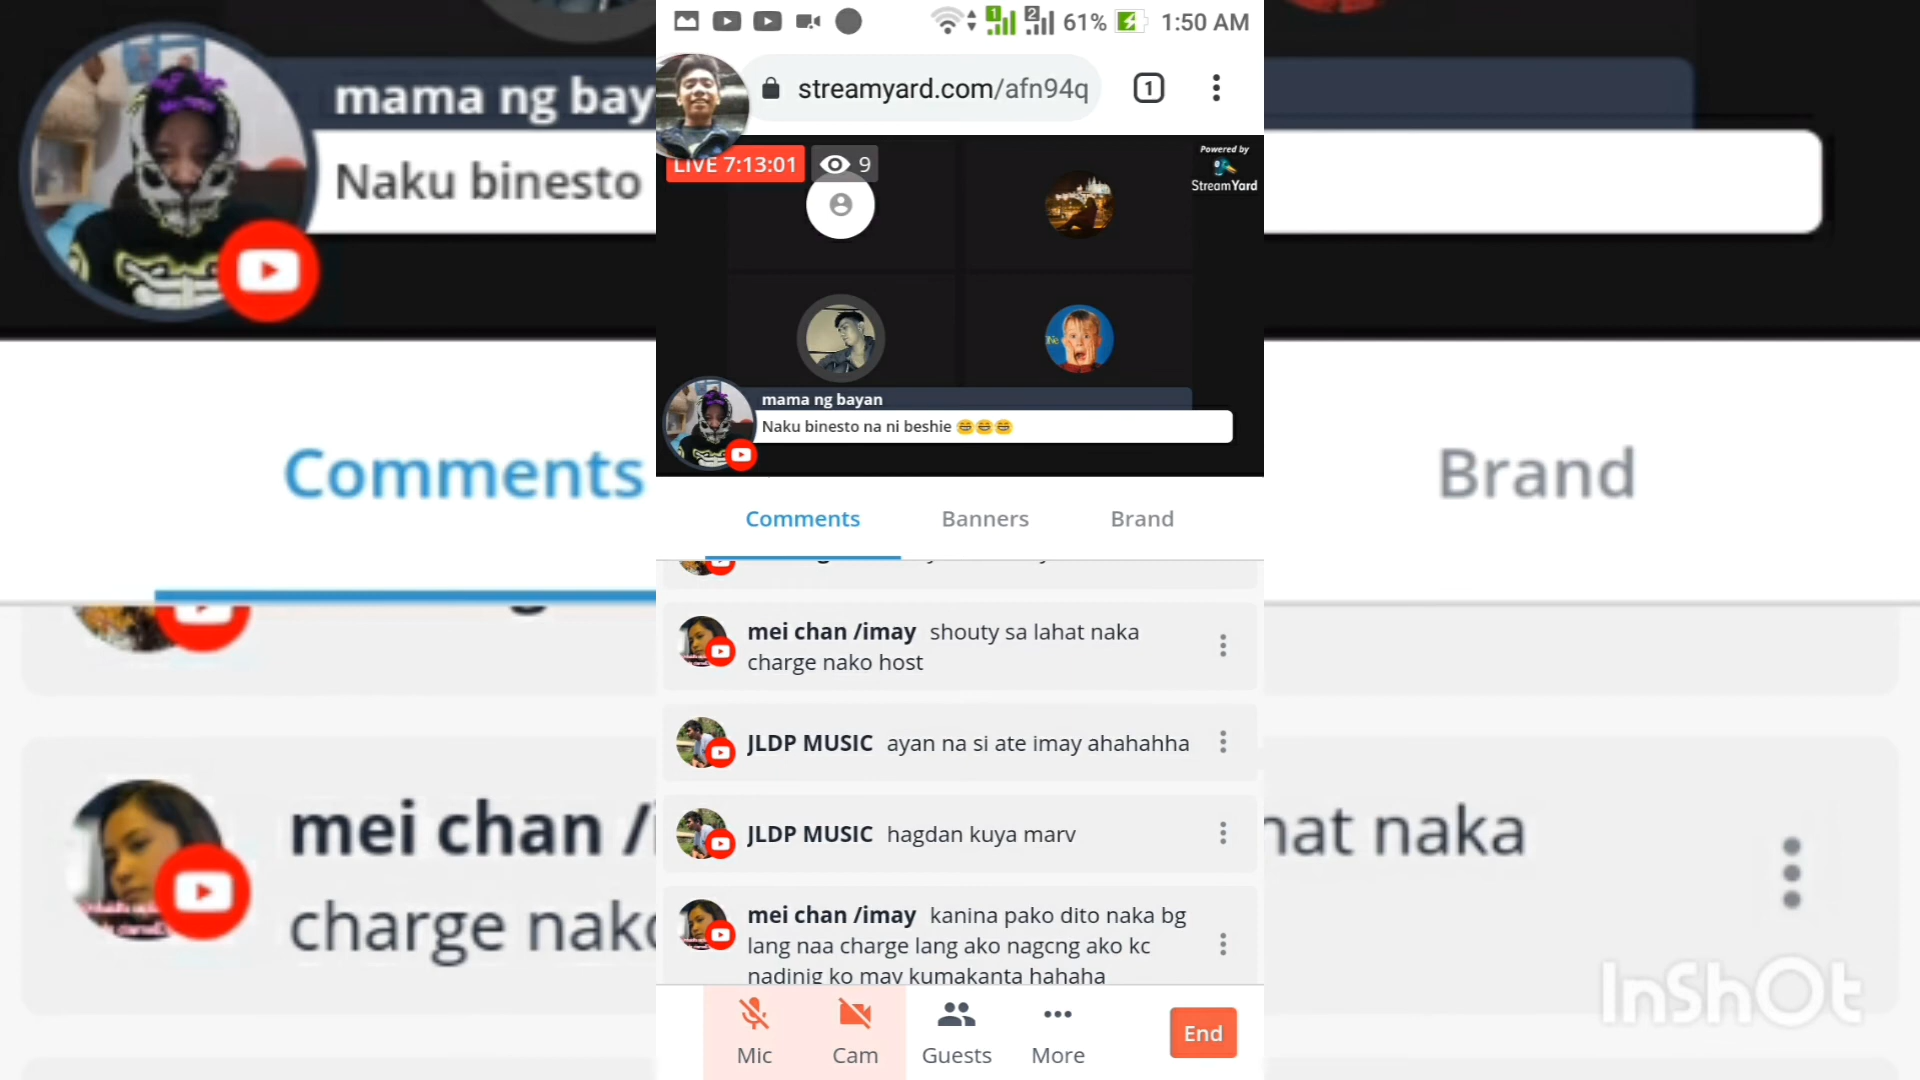 61% 1:50 AM
streamyard.com/afn94q
1
LIVE 7:13:01
9
Powered by
StreamYard
mama ng bayan
Naku binesto na ni beshie 😂😂😂
Comments Banners Brand
mei chan /imay shouty sa lahat naka
charge nako host
JLDP MUSIC ayan na si ate imay ahahahha
JLDP MUSIC hagdan kuya marv
mei chan /imay kanina pako dito naka bg
lang naa charge lang ako nagcng ako kc
nadinig ko may kumakanta hahaha
Mic Cam Guests More End
mama ng bay
Naku binesto
Comments
Brand
mei chan /i
hat naka
charge nako
InShOt